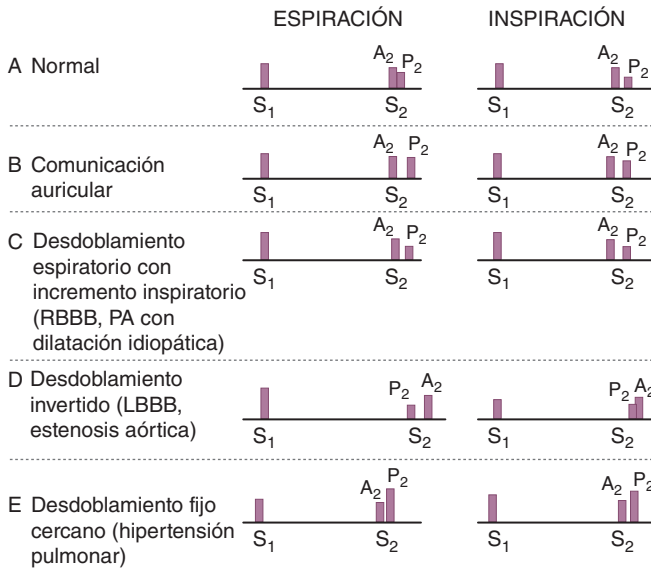 ESPIRACIÓN INSPIRACIÓN
A Normal
A2 P2 A2 P2
S1 S2 S1 S2
B Comunicación
auricular
A2 P2 A2 P2
S1 S2 S1 S2
C Desdoblamiento
espiratorio con
incremento inspiratorio
(RBBB, PA con
dilatación idiopática)
A2 P2 A2 P2
S1 S2 S1 S2
D Desdoblamiento
invertido (LBBB,
estenosis aórtica)
P2 A2 P2 A2
S1 S2 S1 S2
E Desdoblamiento fijo
cercano (hipertensión
pulmonar)
A2 P2 A2 P2
S1 S2 S1 S2